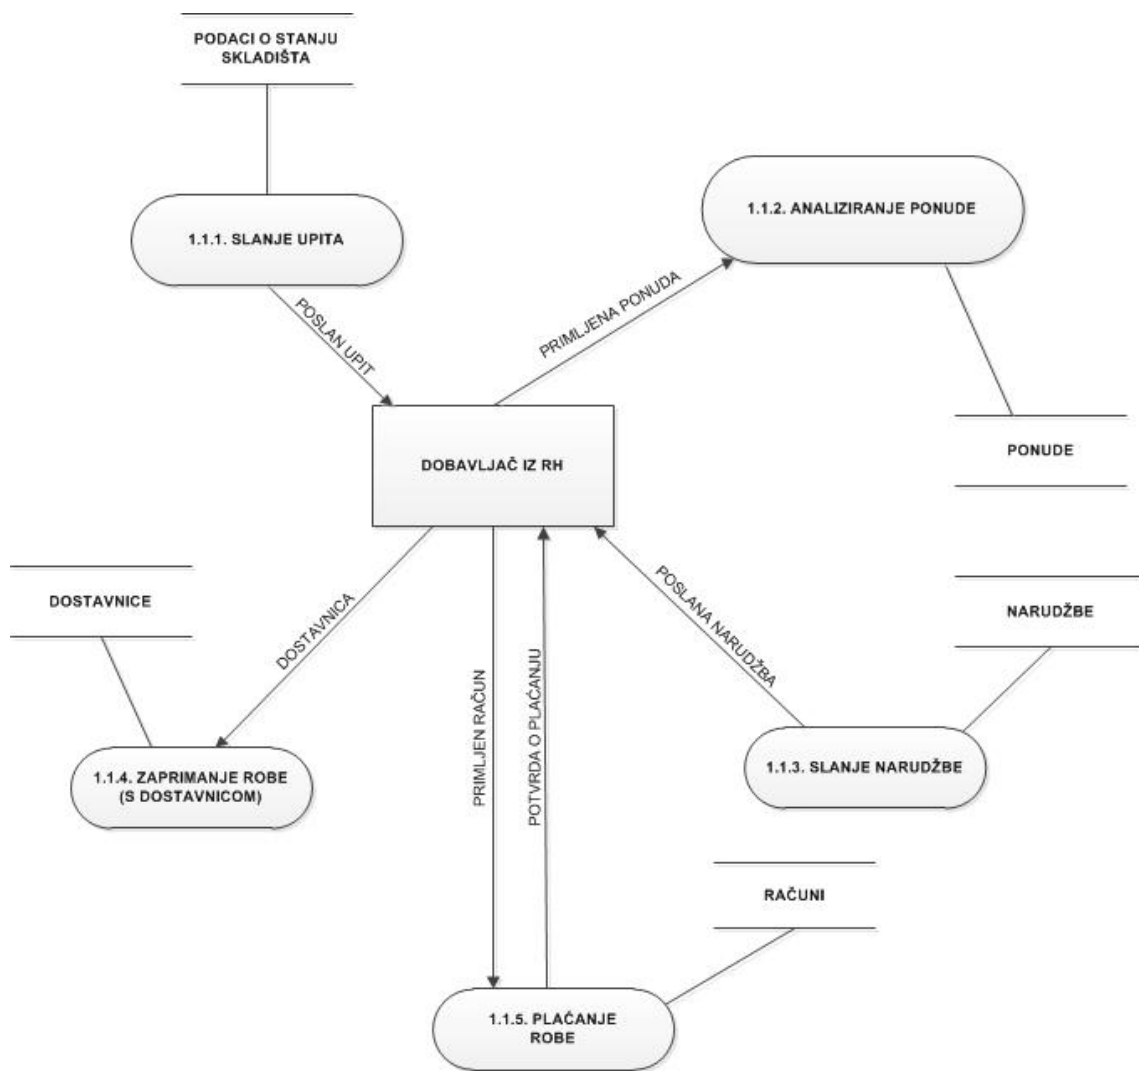 PODACI O STANJU
SKLADIŠTA
1.1.1. SLANJE UPITA
1.1.2. ANALIZIRANJE PONUDE
POSLAN UPIT
PRIMLJENA PONUDA
DOBAVLJAČ IZ RH
PONUDE
DOSTAVNICE
DOSTAVNICA
POSLANA NARUDŽBA
NARUDŽBE
PRIMLJEN RAČUN
POTVRDA O PLAĆANJU
1.1.4. ZAPRIMANJE ROBE
(S DOSTAVNICOM)
1.1.3. SLANJE NARUDŽBE
RAČUNI
1.1.5. PLAĆANJE
ROBE